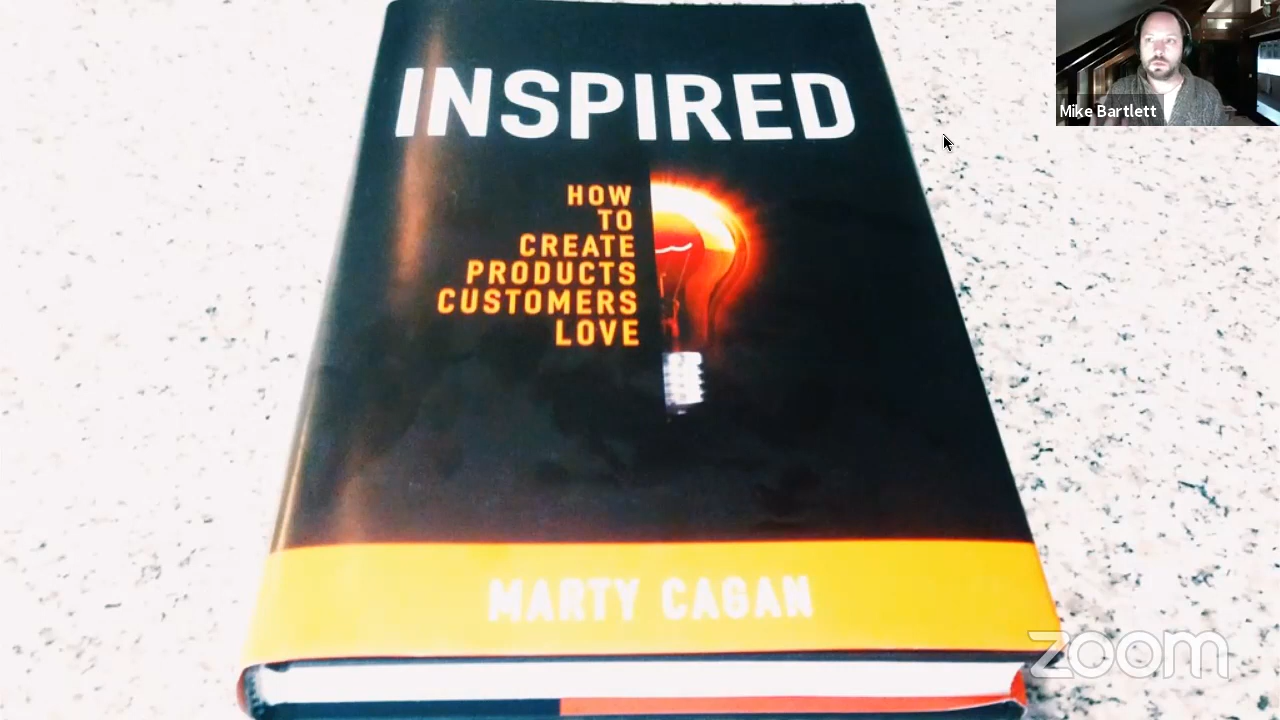 INSPIRED
HOW
TO
CREATE
PRODUCTS
CUSTOMERS
LOVE
MARTY CAGAN
Mike Bartlett
zoom